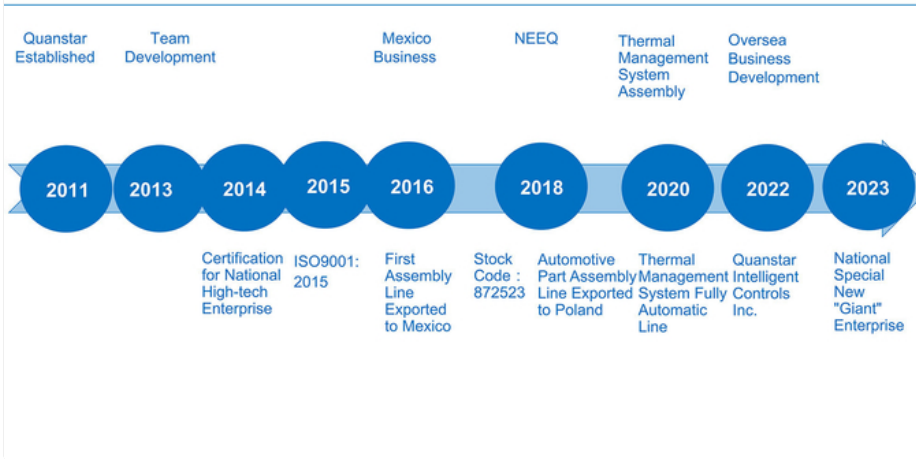 Quanstar
Established
Team
Development
Mexico
Business
NEEQ
Thermal
Management
System
Assembly
Oversea
Business
Development
2011
2013
2014
2015
2016
2018
2020
2022
2023
Certification
for National
High-tech
Enterprise
ISO9001:
2015
First
Assembly
Line
Exported
to Mexico
Stock
Code :
872523
Automotive
Part Assembly
Line Exported
to Poland
Thermal
Management
System Fully
Automatic
Line
Quanstar
Intelligent
Controls
Inc.
National
Special
New
"Giant"
Enterprise